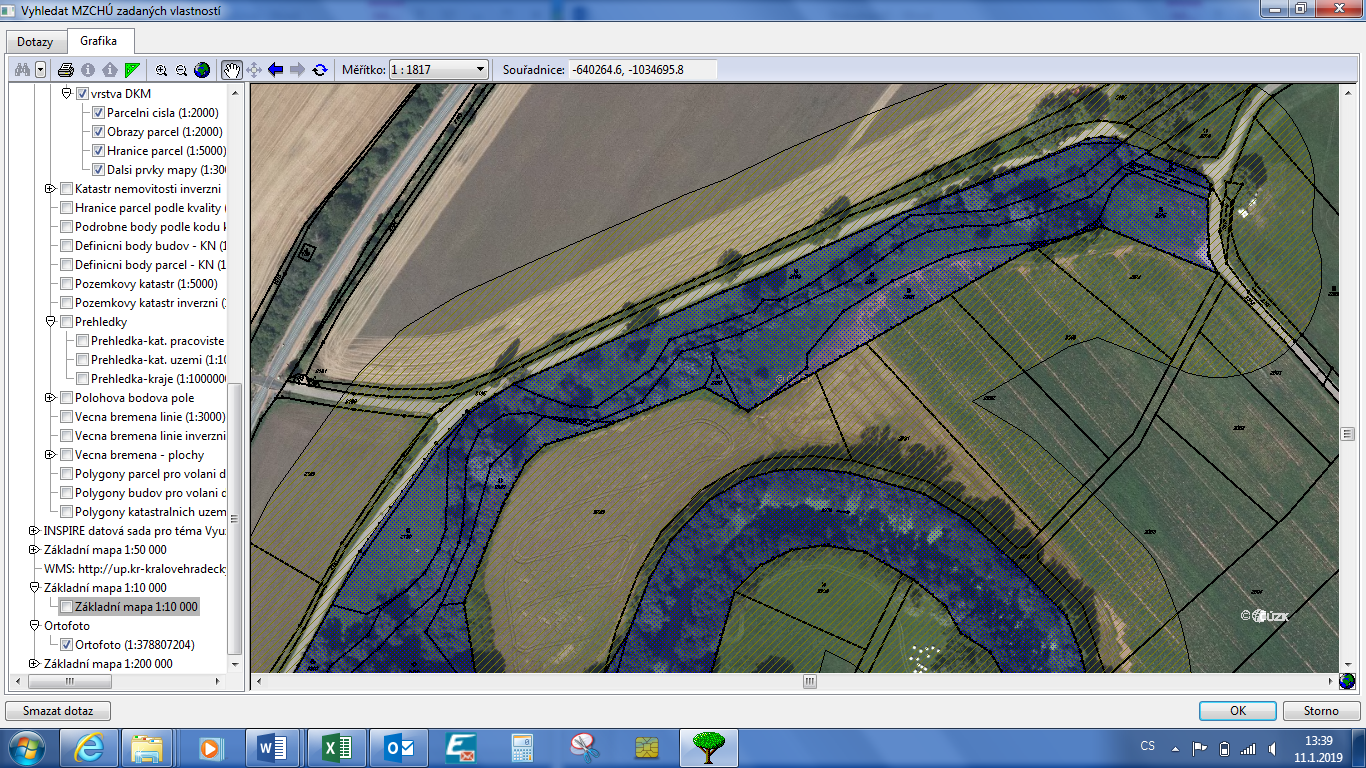 Vyhledat MZCHÚ zadaných vlastností
Dotazy
Grafika
Měřítko: 1 : 1817
Souřadnice: -640264.6, -1034695.8
vrstva DKM
Parcelni cisla (1:2000)
Obrazy parcel (1:2000)
Hranice parcel (1:5000)
Dalsi prvky mapy (1:300
Katastr nemovitosti inverzni
Hranice parcel podle kvality (
Podrobne body podle kodu k
Definicni body budov - KN (1
Definicni body parcel - KN (1
Pozemkovy katastr (1:5000)
Pozemkovy katastr inverzni (
Prehledky
Prehledka-kat. pracoviste
Prehledka-kat. uzemi (1:10
Prehledka-kraje (1:1000000
Polohova bodova pole
Vecna bremena linie (1:3000)
Vecna bremena linie inverzni
Vecna bremena - plochy
Polygony parcel pro volani d
Polygony budov pro volani d
Polygony katastralnich uzem
INSPIRE datová sada pro téma Využ
Základní mapa 1:50 000
WMS: http://up.kr-kralovehradeck
Základní mapa 1:10 000
Základní mapa 1:10 000
Ortofoto
Ortofoto (1:378807204)
Základní mapa 1:200 000
© ČÚZK
Smazat dotaz
OK
Storno
CS
13:39
11.1.2019